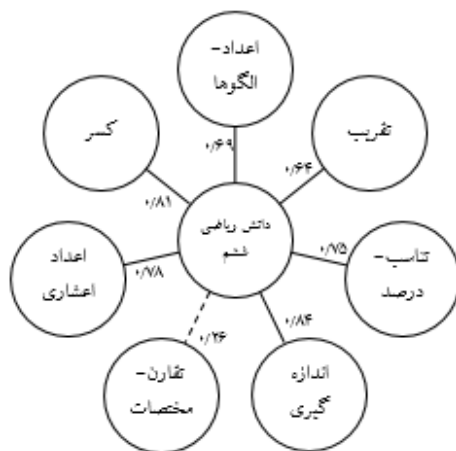 اعداد-
الگوها
تقریب
کسر
۰/۶۹
۰/۶۴
۰/۸۱
دانش ریاضی
ششم
تناسب-
درصد
۰/۷۵
اعداد
اعشاری
۰/۷۸
۰/۸۴
۰/۲۶
اندازه
گیری
تقارن-
مختصات